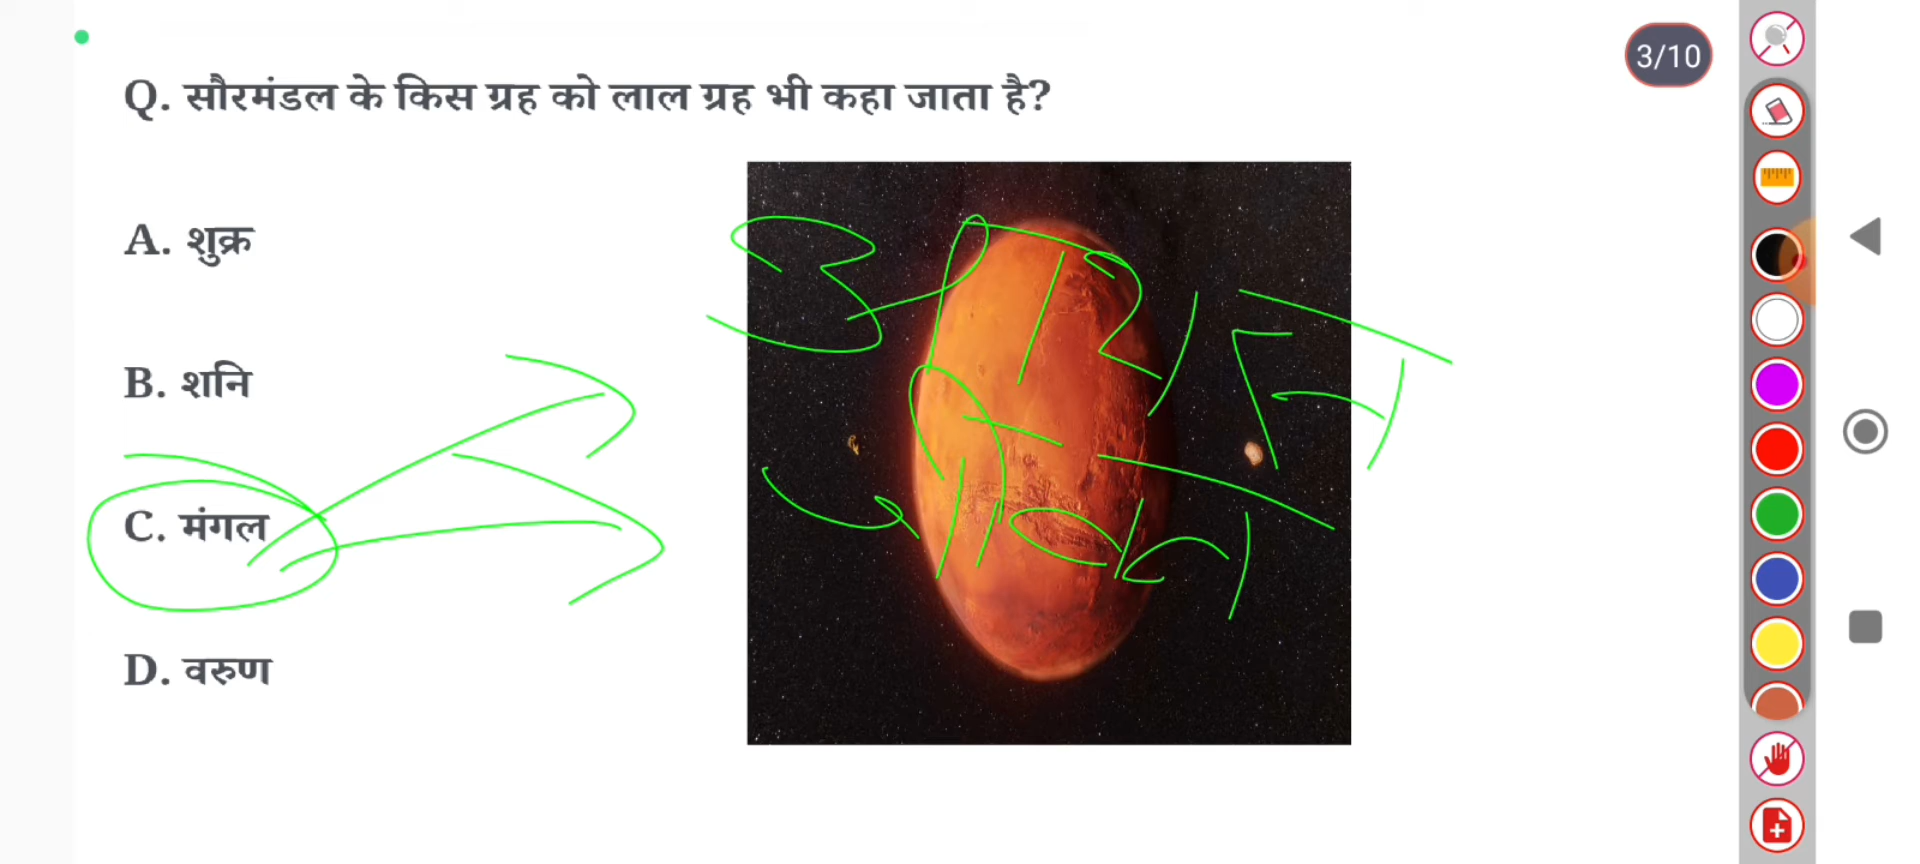 3/10
Q. सौरमंडल के किस ग्रह को लाल ग्रह भी कहा जाता है?
A. शुक्र
B. शनि
C. मंगल
D. वरुण